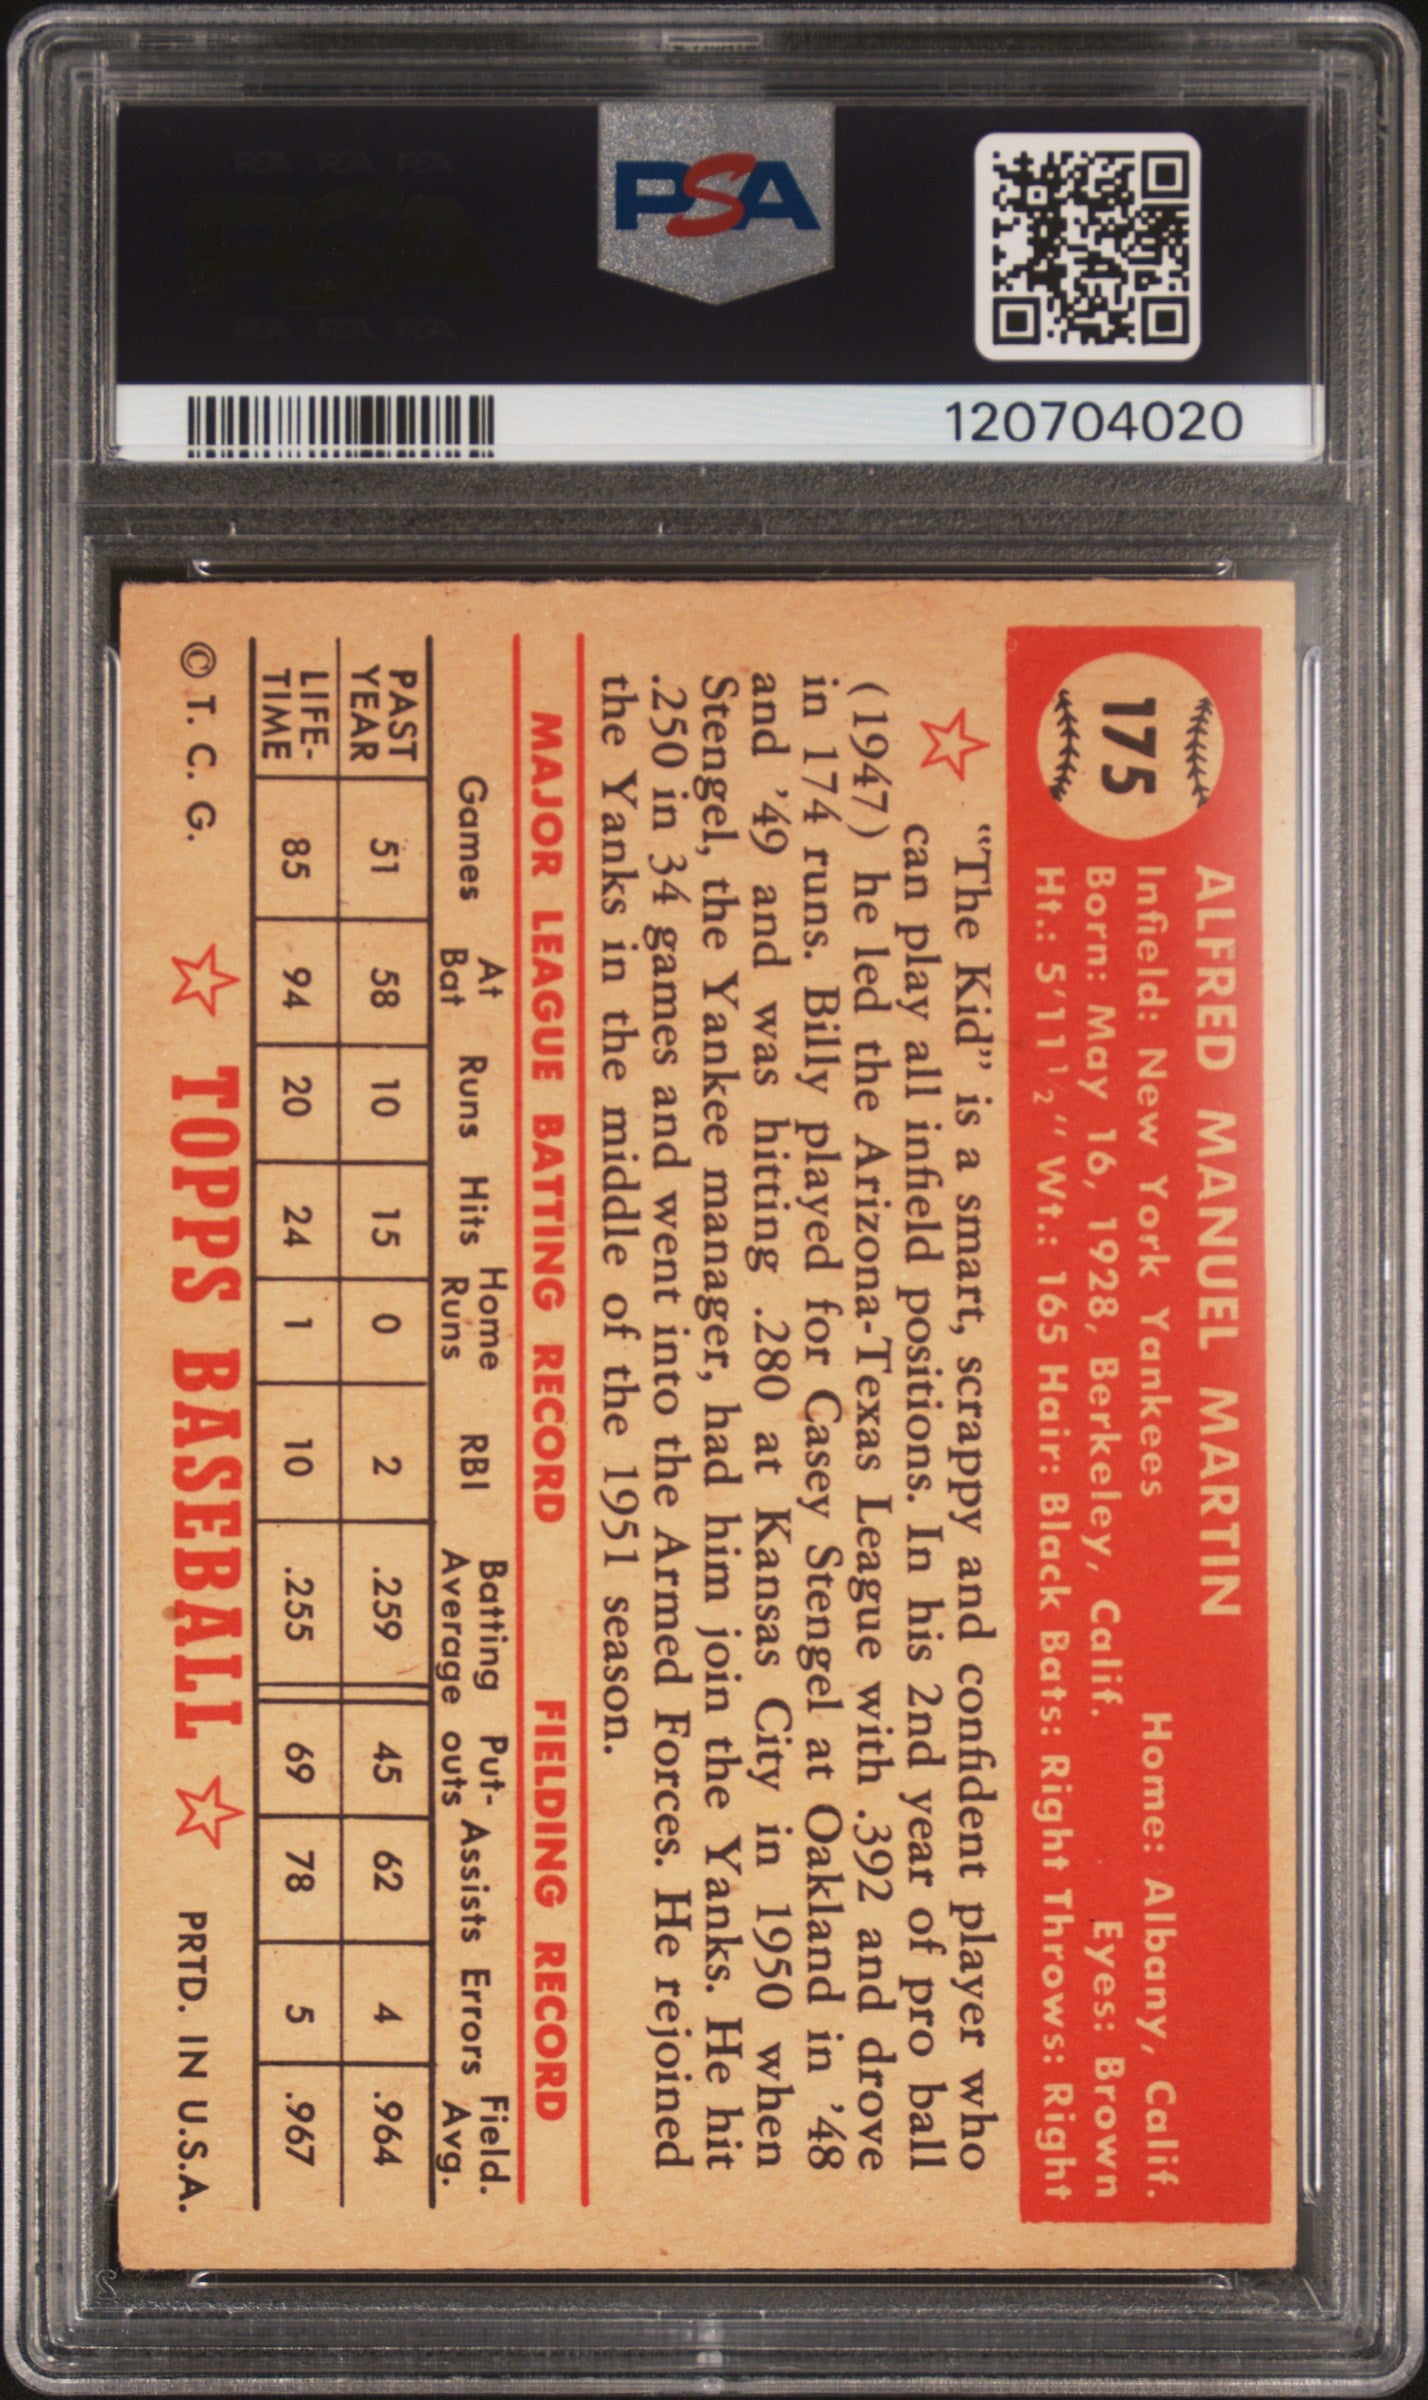 PSA PSA PSA
PSA
PSA PSA PSA
PSA
120704020
175
ALFRED MANUEL MARTIN
Infield: New York Yankees Home: Albany, Calif.
Born: May 16, 1928, Berkeley, Calif. Eyes: Brown
Ht.: 5'11½" Wt.: 165 Hair: Black Bats: Right Throws: Right
"The Kid" is a smart, scrappy and confident player who
can play all infield positions. In his 2nd year of pro ball
(1947) he led the Arizona-Texas League with .392 and drove
in 174 runs. Billy played for Casey Stengel at Oakland in '48
and '49 and was hitting .280 at Kansas City in 1950 when
Stengel, the Yankee manager, had him join the Yanks. He hit
.250 in 34 games and went into the Armed Forces. He rejoined
the Yanks in the middle of the 1951 season.
MAJOR LEAGUE BATTING RECORD FIELDING RECORD
Games At Bat Runs Hits Home Runs RBI Batting Average Put-outs Assists Errors Field. Avg.
PAST YEAR 51 58 10 15 0 2 .259 45 62 4 .964
LIFE-TIME 85 94 20 24 1 10 .255 69 78 5 .967
© T. C. G. ☆ TOPPS BASEBALL ☆ PRTD. IN U.S.A.